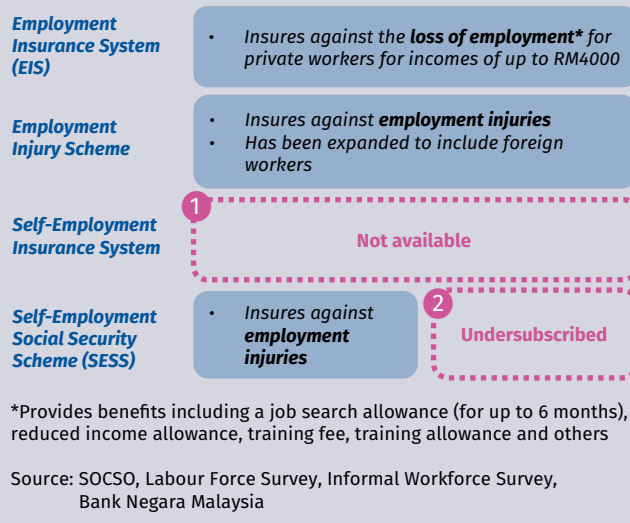 Employment
Insurance System
(EIS)
• Insures against the loss of employment* for
private workers for incomes of up to RM4000
Employment
Injury Scheme
• Insures against employment injuries
• Has been expanded to include foreign
workers
1
Self-Employment
Insurance System
Not available
Self-Employment
Social Security
Scheme (SESS)
• Insures against
employment
injuries
2
Undersubscribed
*Provides benefits including a job search allowance (for up to 6 months),
reduced income allowance, training fee, training allowance and others
Source: SOCSO, Labour Force Survey, Informal Workforce Survey,
Bank Negara Malaysia